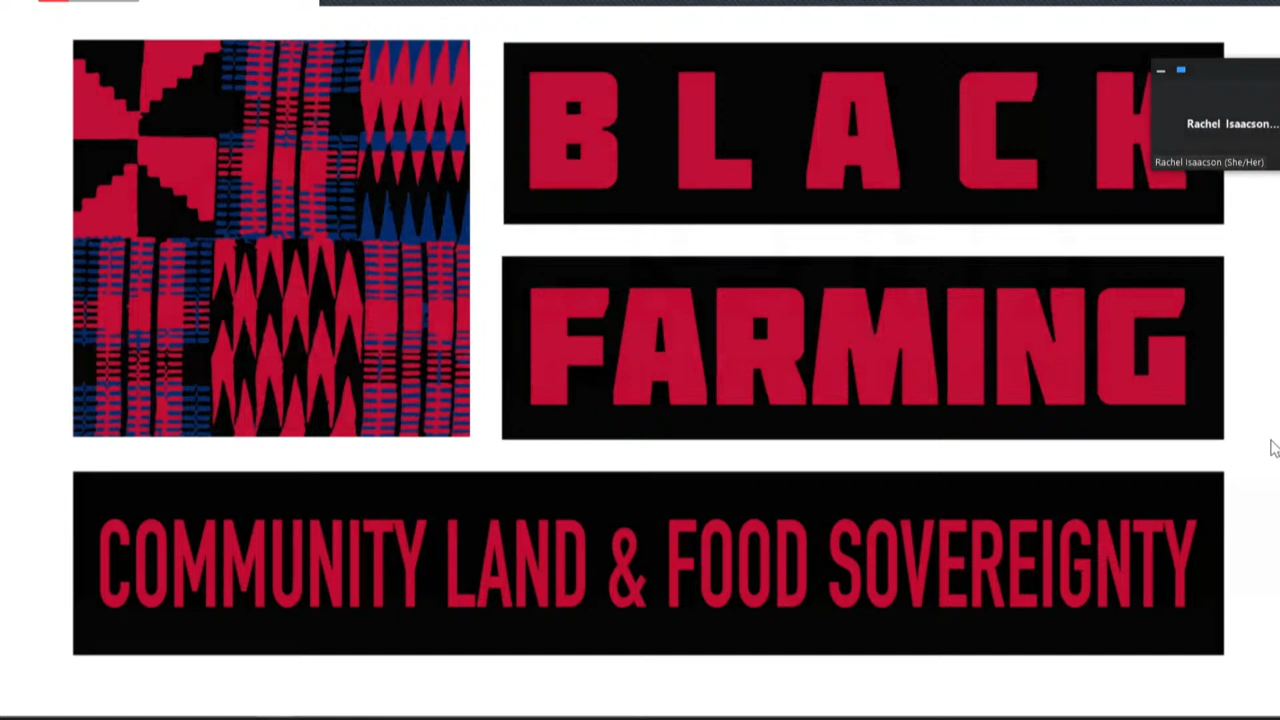 BLACK
Rachel Isaacson...
Rachel Isaacson (She/Her)
FARMING
COMMUNITY LAND & FOOD SOVEREIGNTY